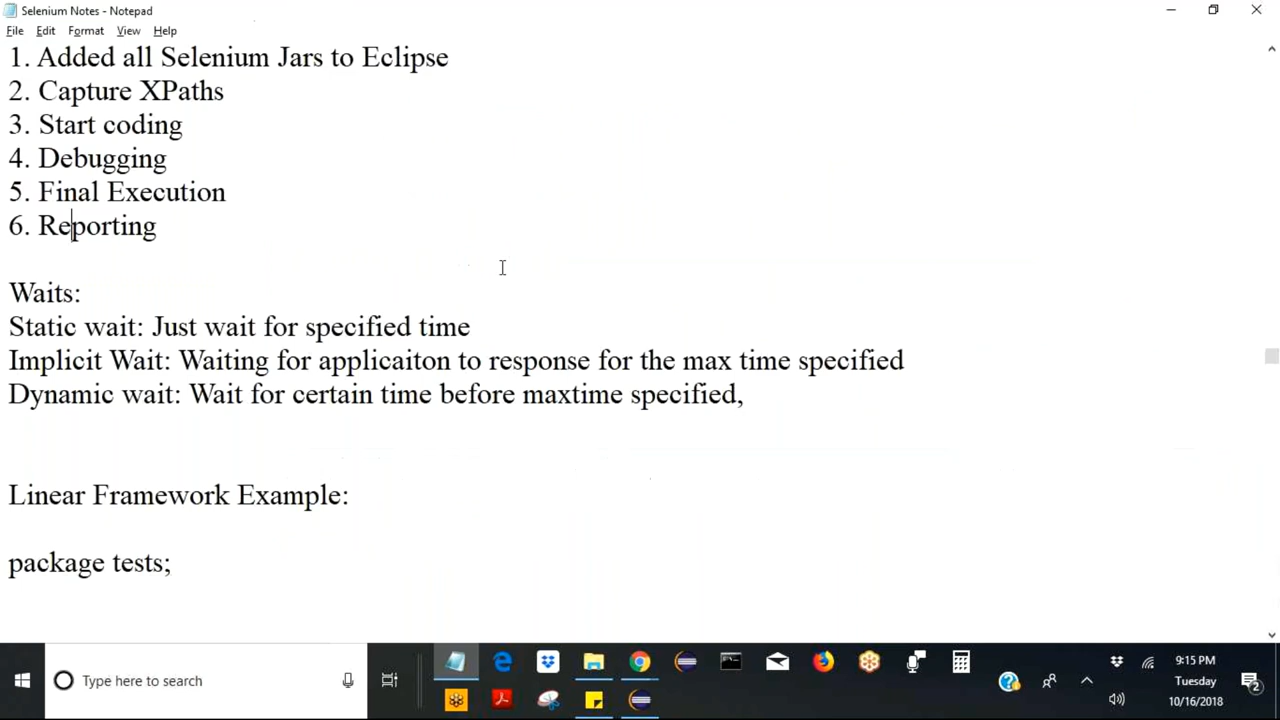 Selenium Notes - Notepad
File Edit Format View Help
1. Added all Selenium Jars to Eclipse
2. Capture XPaths
3. Start coding
4. Debugging
5. Final Execution
6. Reporting
Waits:
Static wait: Just wait for specified time
Implicit Wait: Waiting for applicaiton to response for the max time specified
Dynamic wait: Wait for certain time before maxtime specified,
Linear Framework Example:
package tests;
Type here to search
9:15 PM
Tuesday
10/16/2018
2